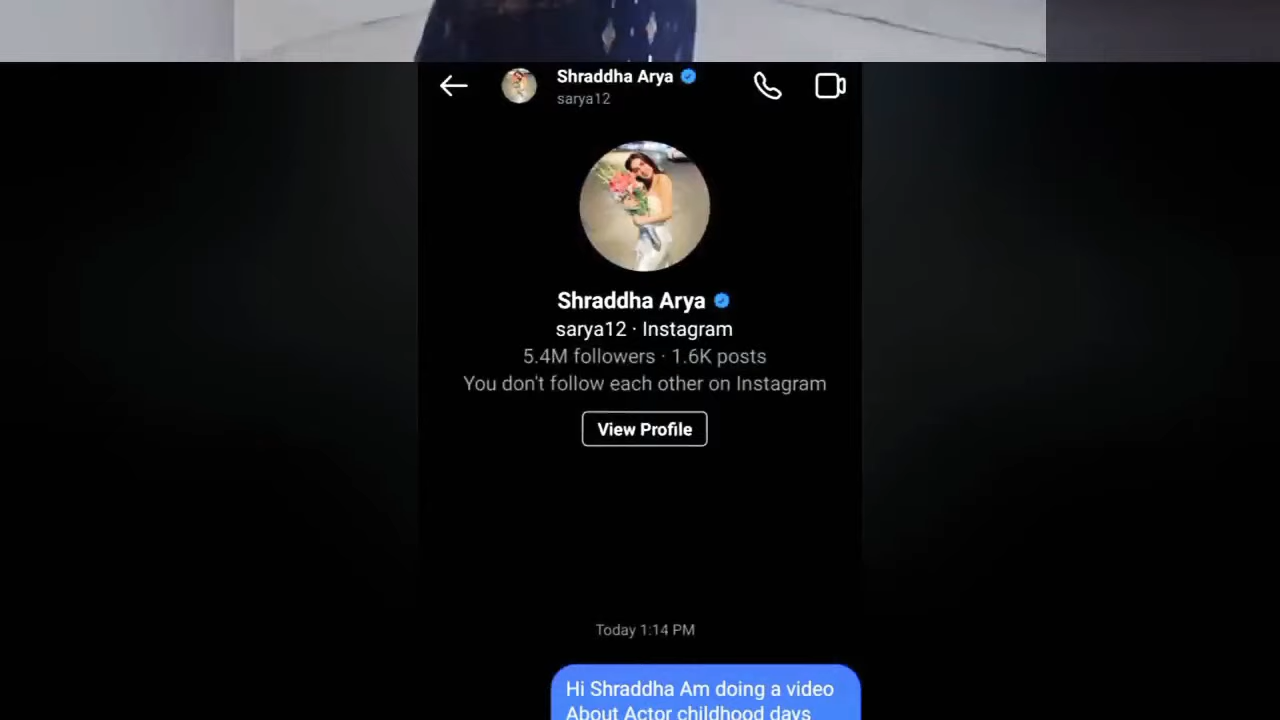 Shraddha Arya
sarya12
Shraddha Arya
sarya12 · Instagram
5.4M followers · 1.6K posts
You don't follow each other on Instagram
View Profile
Today 1:14 PM
Hi Shraddha Am doing a video
About Actor childhood days